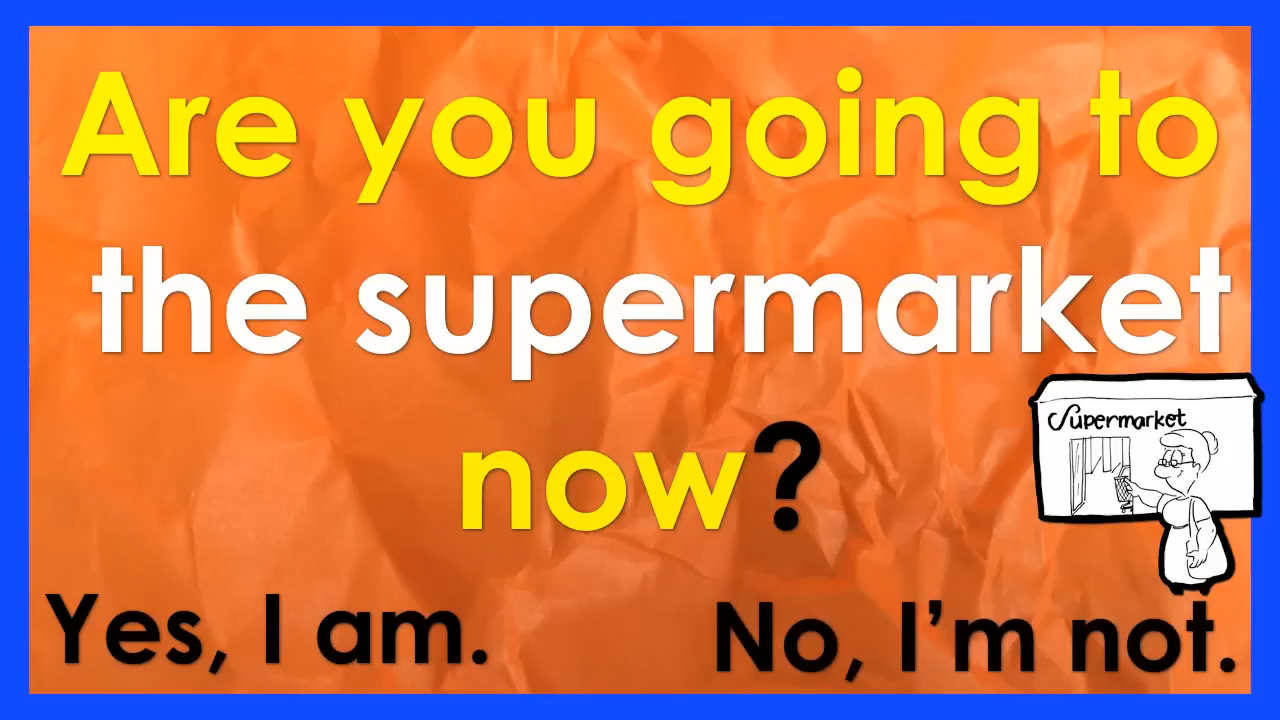 Are you going to
the supermarket
now?
Supermarket
Yes, I am.
No, I'm not.